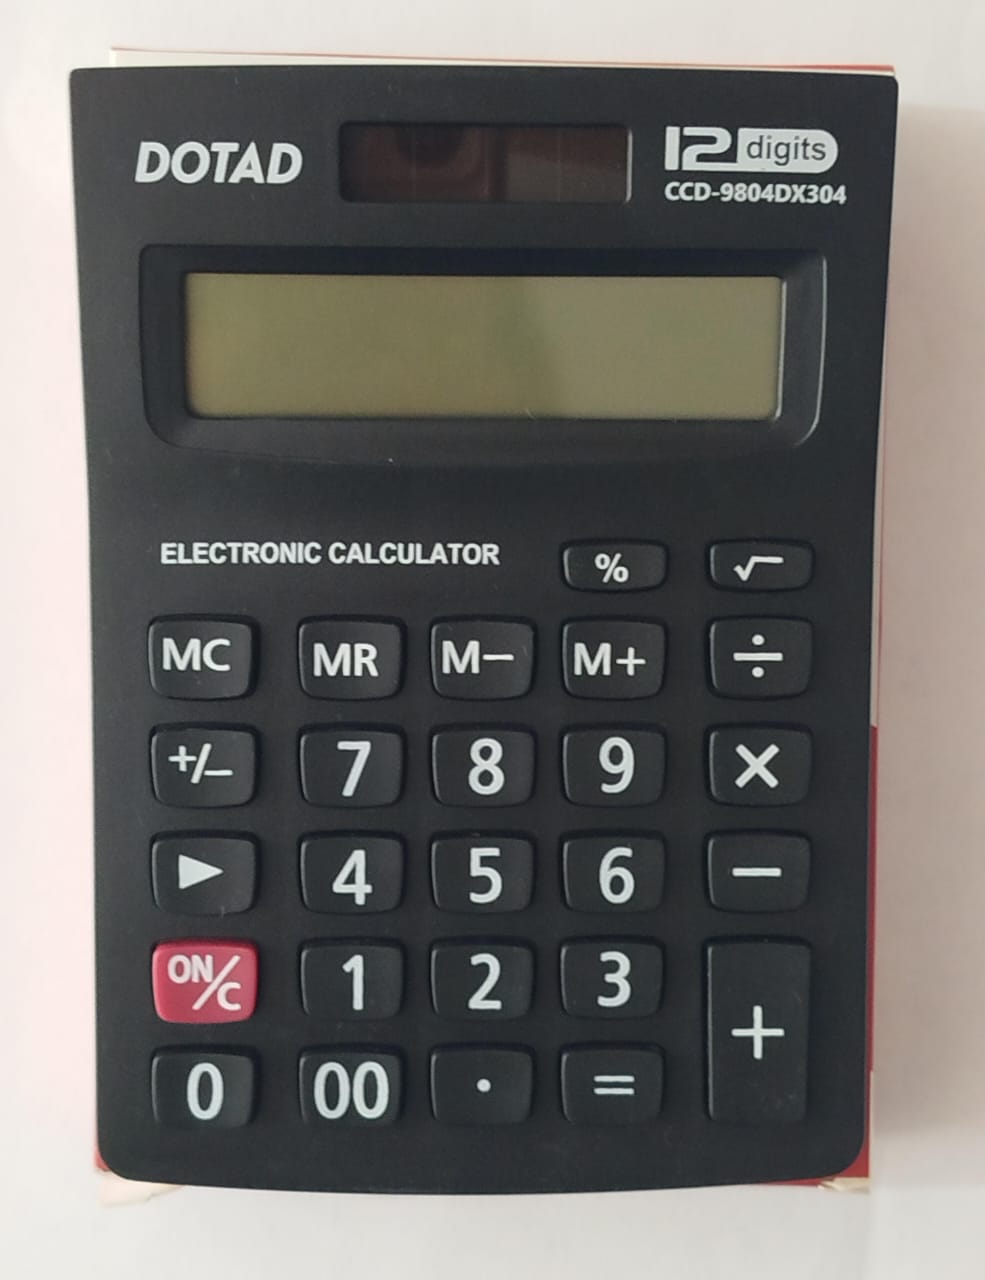 DOTAD
12 digits
CCD-9804DX304
ELECTRONIC CALCULATOR
% √
MC MR M− M+ ÷
+/− 7 8 9 ×
▶ 4 5 6 −
ON/C 1 2 3 +
0 00 . =